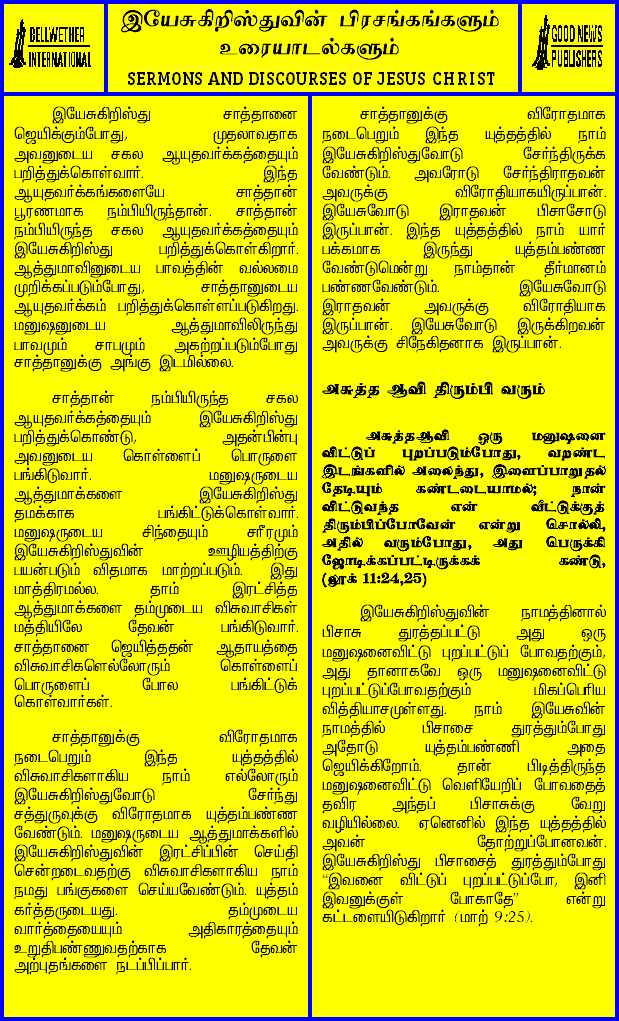 BELLWETHER
INTERNATIONAL
இயேசுகிறிஸ்துவின் பிரசங்கங்களும்
உரையாடல்களும்
SERMONS AND DISCOURSES OF JESUS CHRIST
GOOD NEWS
PUBLISHERS
இயேசுகிறிஸ்து சாத்தானை
ஜெயிக்கும்போது, முதலாவதாக
அவனுடைய சகல ஆயுதவர்க்கத்தையும்
பறித்துக்கொள்வார். இந்த
ஆயுதவர்க்கங்களையே சாத்தான்
பூரணமாக நம்பியிருந்தான். சாத்தான்
நம்பியிருந்த சகல ஆயுதவர்க்கத்தையும்
இயேசுகிறிஸ்து பறித்துக்கொள்கிறார்.
ஆத்துமாவினுடைய பாவத்தின் வல்லமை
முறிக்கப்படும்போது, சாத்தானுடைய
ஆயுதவர்க்கம் பறித்துக்கொள்ளப்படுகிறது.
மனுஷனுடைய ஆத்துமாவிலிருந்து
பாவமும் சாபமும் அகற்றப்படும்போது
சாத்தானுக்கு அங்கு இடமில்லை.
சாத்தான் நம்பியிருந்த சகல
ஆயுதவர்க்கத்தையும் இயேசுகிறிஸ்து
பறித்துக்கொண்டு, அதன்பின்பு
அவனுடைய கொள்ளைப் பொருளை
பங்கிடுவார். மனுஷருடைய
ஆத்துமாக்களை இயேசுகிறிஸ்து
தமக்காக பங்கிட்டுக்கொள்வார்.
மனுஷருடைய சிந்தையும் சரீரமும்
இயேசுகிறிஸ்துவின் ஊழியத்திற்கு
பயன்படும் விதமாக மாற்றப்படும். இது
மாத்திரமல்ல. தாம் இரட்சித்த
ஆத்துமாக்களை தம்முடைய விசுவாசிகள்
மத்தியிலே தேவன் பங்கிடுவார்.
சாத்தானை ஜெயித்ததன் ஆதாயத்தை
விசுவாசிகளெல்லோரும் கொள்ளைப்
பொருளைப் போல பங்கிட்டுக்
கொள்வார்கள்.
சாத்தானுக்கு விரோதமாக
நடைபெறும் இந்த யுத்தத்தில்
விசுவாசிகளாகிய நாம் எல்லோரும்
இயேசுகிறிஸ்துவோடு சேர்ந்து
சத்துருவுக்கு விரோதமாக யுத்தம்பண்ண
வேண்டும். மனுஷருடைய ஆத்துமாக்களில்
இயேசுகிறிஸ்துவின் இரட்சிப்பின் செய்தி
சென்றடைவதற்கு விசுவாசிகளாகிய நாம்
நமது பங்குகளை செய்யவேண்டும். யுத்தம்
கர்த்தருடையது. தம்முடைய
வார்த்தையையும் அதிகாரத்தையும்
உறுதிபண்ணுவதற்காக தேவன்
அற்புதங்களை நடப்பிப்பார்.
சாத்தானுக்கு விரோதமாக
நடைபெறும் இந்த யுத்தத்தில் நாம்
இயேசுகிறிஸ்துவோடு சேர்ந்திருக்க
வேண்டும். அவரோடு சேர்ந்திராதவன்
அவருக்கு விரோதியாகயிருப்பான்.
இயேசுவோடு இராதவன் பிசாசோடு
இருப்பான். இந்த யுத்தத்தில் நாம் யார்
பக்கமாக இருந்து யுத்தம்பண்ண
வேண்டுமென்று நாம்தான் தீர்மானம்
பண்ணவேண்டும். இயேசுவோடு
இராதவன் அவருக்கு விரோதியாக
இருப்பான். இயேசுவோடு இருக்கிறவன்
அவருக்கு சிநேகிதனாக இருப்பான்.
அசுத்த ஆவி திரும்பி வரும்
அசுத்தஆவி ஒரு மனுஷனை
விட்டுப் புறப்படும்போது, வறண்ட
இடங்களில் அலைந்து, இளைப்பாறுதல்
தேடியும் கண்டடையாமல்; நான்
விட்டுவந்த என் வீட்டுக்குத்
திரும்பிப்போவேன் என்று சொல்லி,
அதில் வரும்போது, அது பெருக்கி
ஜோடிக்கப்பட்டிருக்கக் கண்டு,
(லூக் 11:24,25)
இயேசுகிறிஸ்துவின் நாமத்தினால்
பிசாசு துரத்தப்பட்டு அது ஒரு
மனுஷனைவிட்டு புறப்பட்டுப் போவதற்கும்,
அது தானாகவே ஒரு மனுஷனைவிட்டு
புறப்பட்டுப்போவதற்கும் மிகப்பெரிய
வித்தியாசமுள்ளது. நாம் இயேசுவின்
நாமத்தில் பிசாசை துரத்தும்போது
அதோடு யுத்தம்பண்ணி அதை
ஜெயிக்கிறோம். தான் பிடித்திருந்த
மனுஷனைவிட்டு வெளியேறிப் போவதைத்
தவிர அந்தப் பிசாசுக்கு வேறு
வழியில்லை. ஏனெனில் இந்த யுத்தத்தில்
அவன் தோற்றுப்போனவன்.
இயேசுகிறிஸ்து பிசாசைத் துரத்தும்போது
“இவனை விட்டுப் புறப்பட்டுப்போ, இனி
இவனுக்குள் போகாதே” என்று
கட்டளையிடுகிறார் (மாற் 9:25).